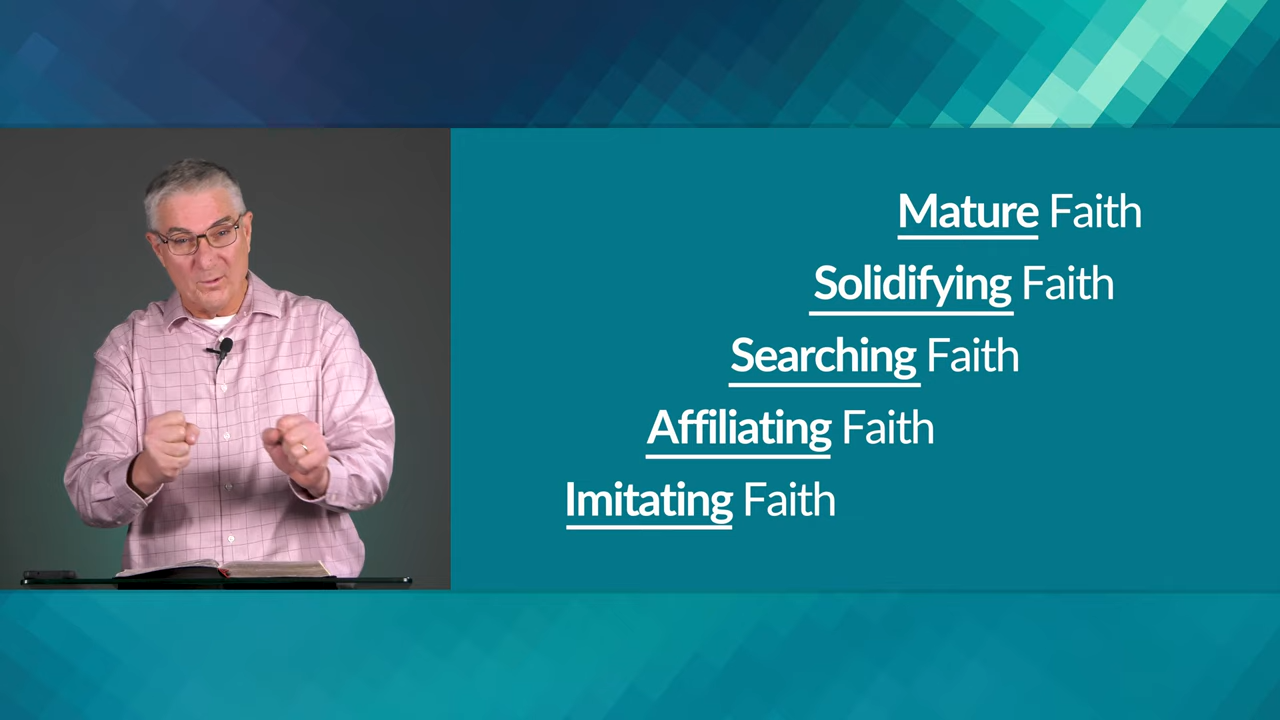 Mature Faith
Solidifying Faith
Searching Faith
Affiliating Faith
Imitating Faith